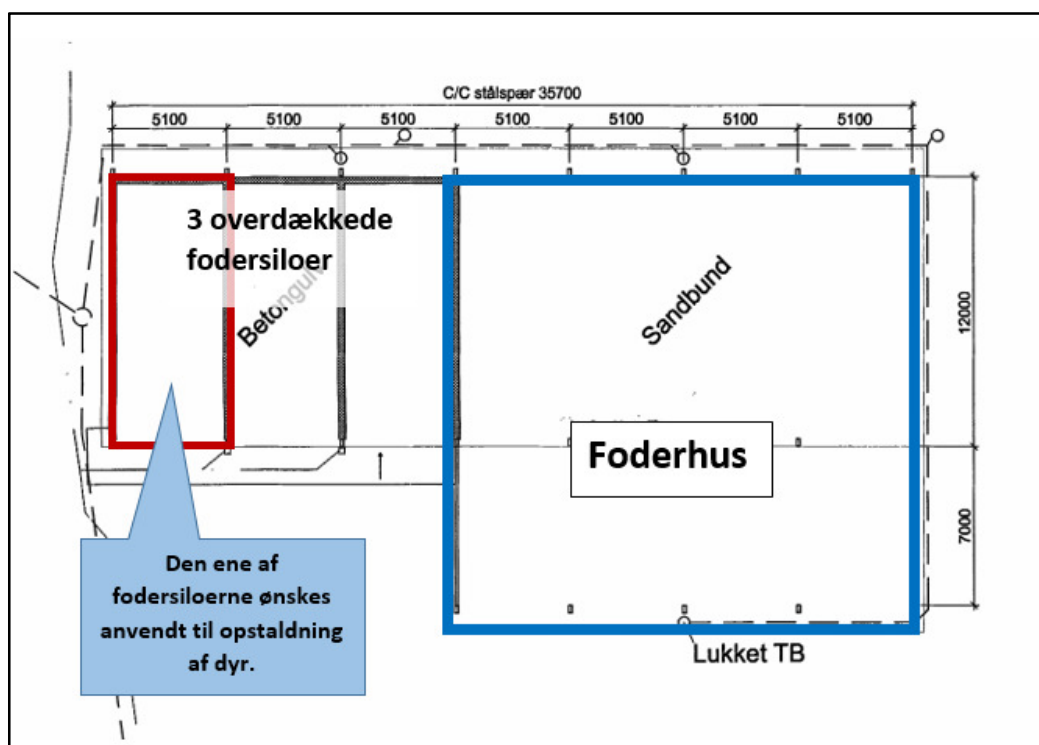 C/C stålspær 35700
5100 5100 5100 5100 5100 5100 5100
3 overdækkede
fodersiloer
Betongulv
Sandbund
12000
Foderhus
7000
Den ene af
fodersiloerne ønskes
anvendt til opstaldning
af dyr.
Lukket TB